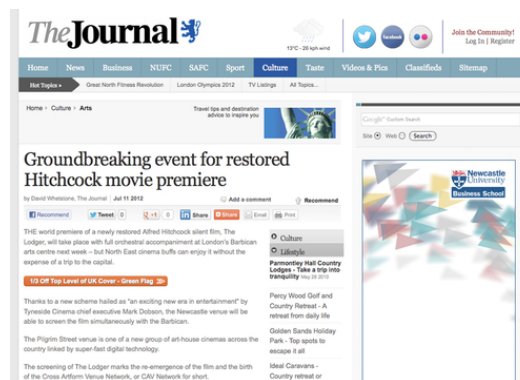 TheJournal
13°C - 28 kph wind
facebook
Join the Community!
Log In | Register
Home News Business NUFC SAFC Sport Culture Taste Videos & Pics Classifieds Sitemap
Hot Topics » Great North Fitness Revolution London Olympics 2012 TV Listings All Topics...
Home › Culture › Arts
Travel tips and destination
advice to inspire you
Google™ Custom Search
Site Web Search
Groundbreaking event for restored
Hitchcock movie premiere
by David Whetstone, The Journal | Jul 11 2012
Add a comment Recommend
Recommend Tweet 0 +1 0 Share Share Email Print
THE world premiere of a newly restored Alfred Hitchcock silent film, The
Lodger, will take place with full orchestral accompaniment at London's Barbican
arts centre next week – but North East cinema buffs can enjoy it without the
expense of a trip to the capital.
1/3 Off Top Level of UK Cover - Green Flag
Thanks to a new scheme hailed as "an exciting new era in entertainment" by
Tyneside Cinema chief executive Mark Dobson, the Newcastle venue will be
able to screen the film simultaneously with the Barbican.
The Pilgrim Street venue is one of a new group of art-house cinemas across the
country linked by super-fast digital technology.
The screening of The Lodger marks the re-emergence of the film and the birth
of the Cross Artform Venue Network, or CAV Network for short.
Culture
Lifestyle
Parmontley Hall Country
Lodges - Take a trip into
tranquility May 28 2010
Percy Wood Golf and
Country Retreat - A
retreat from daily life
Golden Sands Holiday
Park - Top spots to
escape it all
Ideal Caravans -
Country retreat or
Newcastle
University
Business School